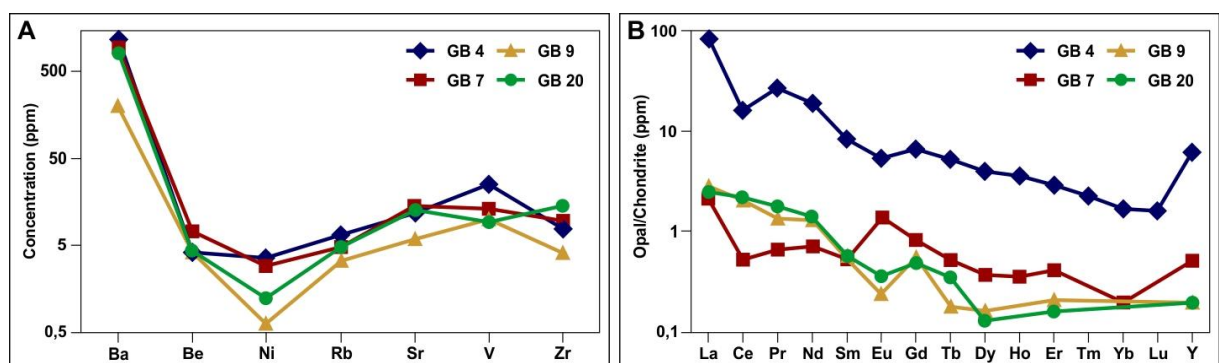 A
GB 4 GB 9
GB 7 GB 20
Concentration (ppm)
500
50
5
0,5
Ba Be Ni Rb Sr V Zr
B
GB 4 GB 9
GB 7 GB 20
Opal/Chondrite (ppm)
100
10
1
0,1
La Ce Pr Nd Sm Eu Gd Tb Dy Ho Er Tm Yb Lu Y